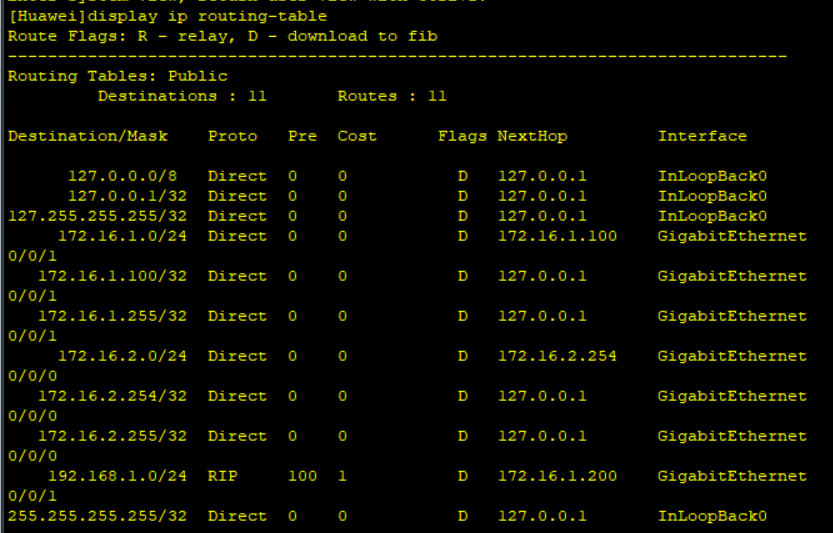 [Huawei]display ip routing-table
Route Flags: R - relay, D - download to fib
------------------------------------------------------------------------------
Routing Tables: Public
         Destinations : 11       Routes : 11

Destination/Mask    Proto   Pre  Cost      Flags NextHop         Interface

      127.0.0.0/8   Direct  0    0           D   127.0.0.1       InLoopBack0
      127.0.0.1/32  Direct  0    0           D   127.0.0.1       InLoopBack0
127.255.255.255/32  Direct  0    0           D   127.0.0.1       InLoopBack0
     172.16.1.0/24  Direct  0    0           D   172.16.1.100    GigabitEthernet
0/0/1
   172.16.1.100/32  Direct  0    0           D   127.0.0.1       GigabitEthernet
0/0/1
   172.16.1.255/32  Direct  0    0           D   127.0.0.1       GigabitEthernet
0/0/1
     172.16.2.0/24  Direct  0    0           D   172.16.2.254    GigabitEthernet
0/0/0
   172.16.2.254/32  Direct  0    0           D   127.0.0.1       GigabitEthernet
0/0/0
   172.16.2.255/32  Direct  0    0           D   127.0.0.1       GigabitEthernet
0/0/0
    192.168.1.0/24  RIP     100  1           D   172.16.1.200    GigabitEthernet
0/0/1
255.255.255.255/32  Direct  0    0           D   127.0.0.1       InLoopBack0